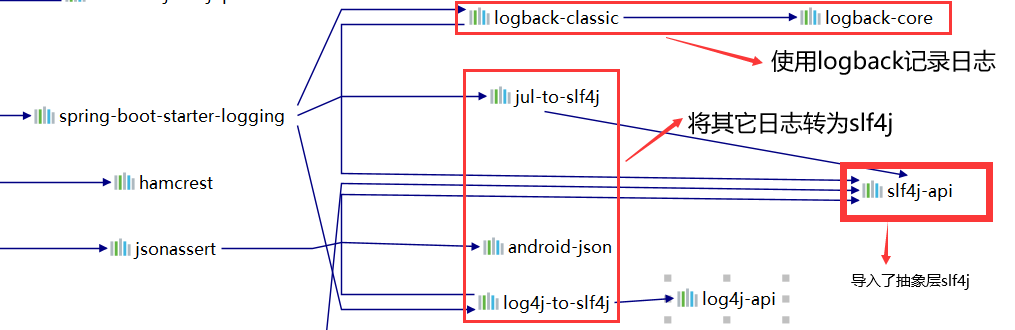 logback-classic
logback-core
使用logback记录日志
jul-to-slf4j
spring-boot-starter-logging
将其它日志转为slf4j
hamcrest
slf4j-api
jsonassert
android-json
导入了抽象层slf4j
log4j-to-slf4j
log4j-api